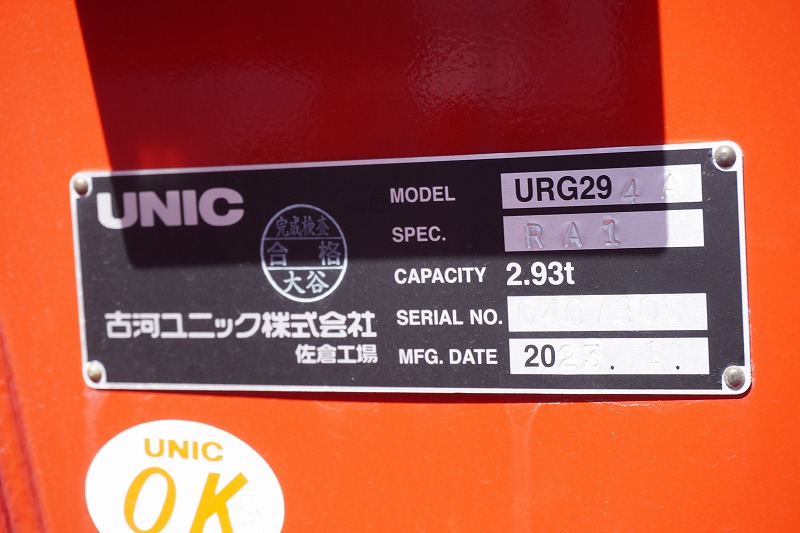 UNIC
完成検査
合格
大谷
古河ユニック株式会社
佐倉工場
MODEL URG294A
SPEC. RA1
CAPACITY 2.93t
SERIAL NO.
MFG. DATE 2023.1.
UNIC
OK